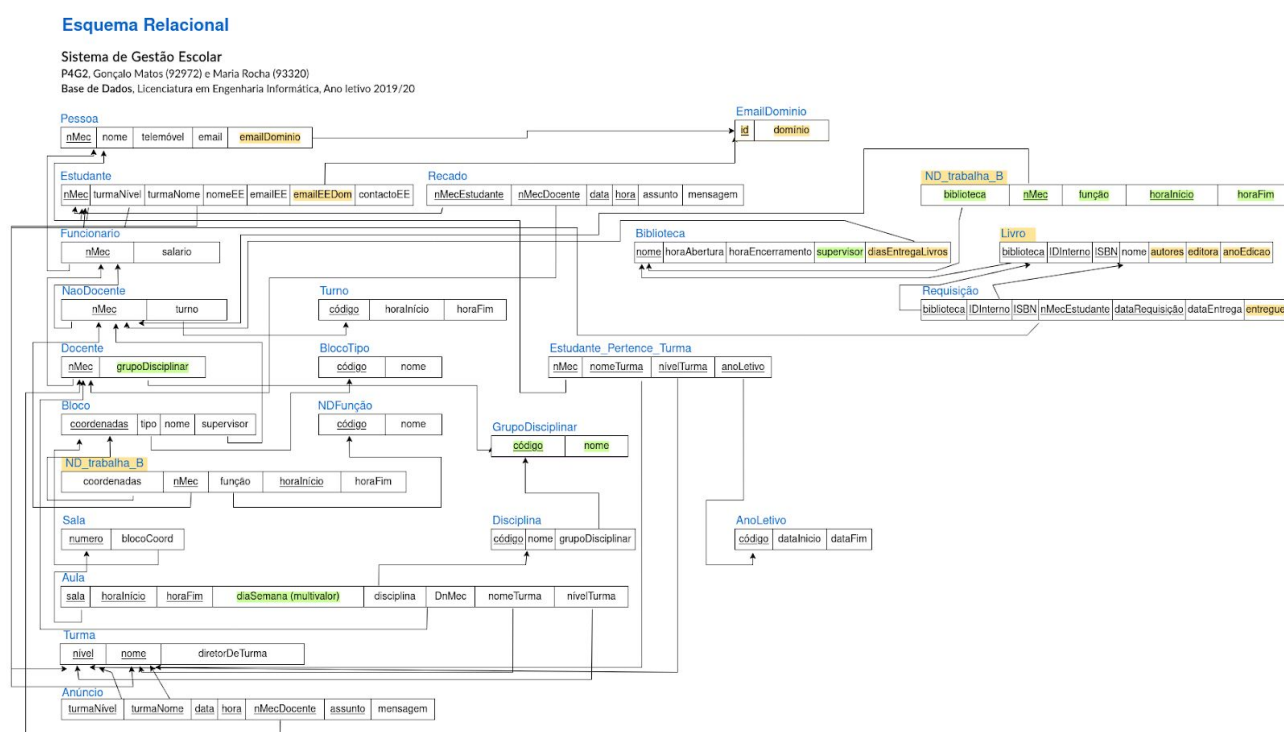 Esquema Relacional
Sistema de Gestão Escolar
P4G2, Gonçalo Matos (92972) e Maria Rocha (93320)
Base de Dados, Licenciatura em Engenharia Informática, Ano letivo 2019/20
Pessoa
nMec nome telemóvel email emailDominio
EmailDominio
id domínio
Estudante
nMec turmaNível turmaNome nomeEE emailEE emailEEDom contactoEE
Recado
nMecEstudante nMecDocente data hora assunto mensagem
ND_trabalha_B
biblioteca nMec função horaInício horaFim
Funcionario
nMec salario
Biblioteca
nome horaAbertura horaEncerramento supervisor diasEntregaLivros
Livro
biblioteca IDInterno ISBN nome autores editora anoEdicao
NaoDocente
nMec turno
Turno
código horaInício horaFim
Requisição
biblioteca IDInterno ISBN nMecEstudante dataRequisição dataEntrega entregue
Docente
nMec grupoDisciplinar
BlocoTipo
código nome
Estudante_Pertence_Turma
nMec nomeTurma nivelTurma anoLetivo
Bloco
coordenadas tipo nome supervisor
NDFunção
código nome
GrupoDisciplinar
código nome
ND_trabalha_B
coordenadas nMec função horaInício horaFim
Sala
numero blocoCoord
Disciplina
código nome grupoDisciplinar
AnoLetivo
código dataInicio dataFim
Aula
sala horaInício horaFim diaSemana (multivalor) disciplina DnMec nomeTurma nivelTurma
Turma
nível nome diretorDeTurma
Anúncio
turmaNível turmaNome data hora nMecDocente assunto mensagem